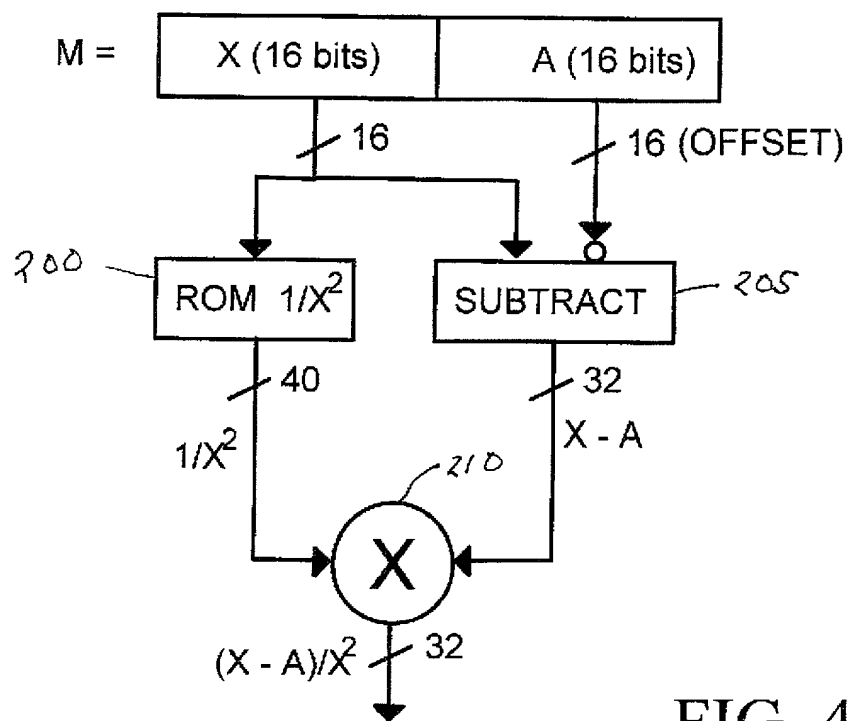 M = X (16 bits) A (16 bits)
16
16 (OFFSET)
200
ROM 1/X²
SUBTRACT
205
40
32
1/X²
X - A
210
X
(X - A)/X²
32
FIG. 4